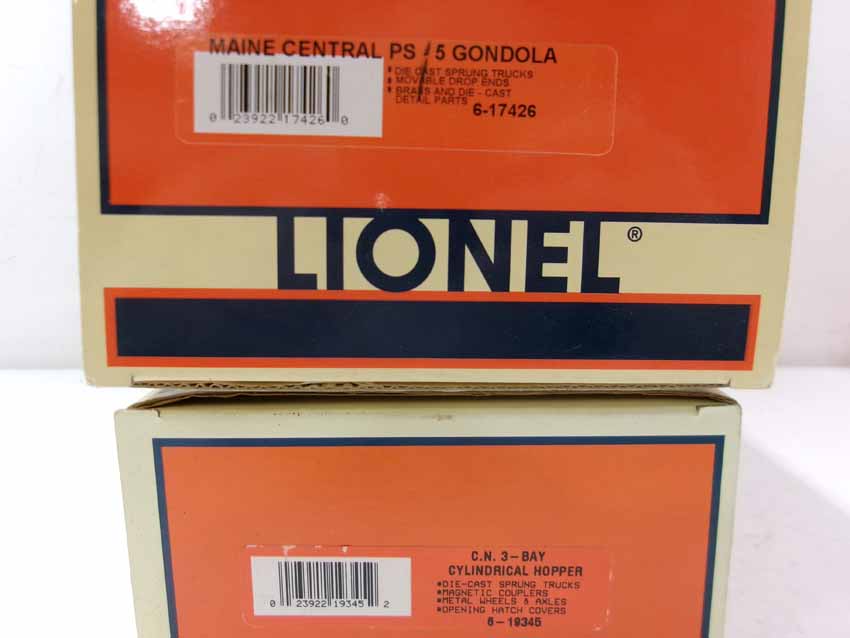 MAINE CENTRAL PS / 5 GONDOLA
* DIE CAST SPRUNG TRUCKS
* MOVABLE DROP ENDS
* BRASS AND DIE - CAST
DETAIL PARTS
6-17426
0 23922 17426 0
LIONEL®
C.N. 3-BAY
CYLINDRICAL HOPPER
*DIE-CAST SPRUNG TRUCKS
*MAGNETIC COUPLERS
*METAL WHEELS & AXLES
*OPENING HATCH COVERS
6-19345
0 23922 19345 2